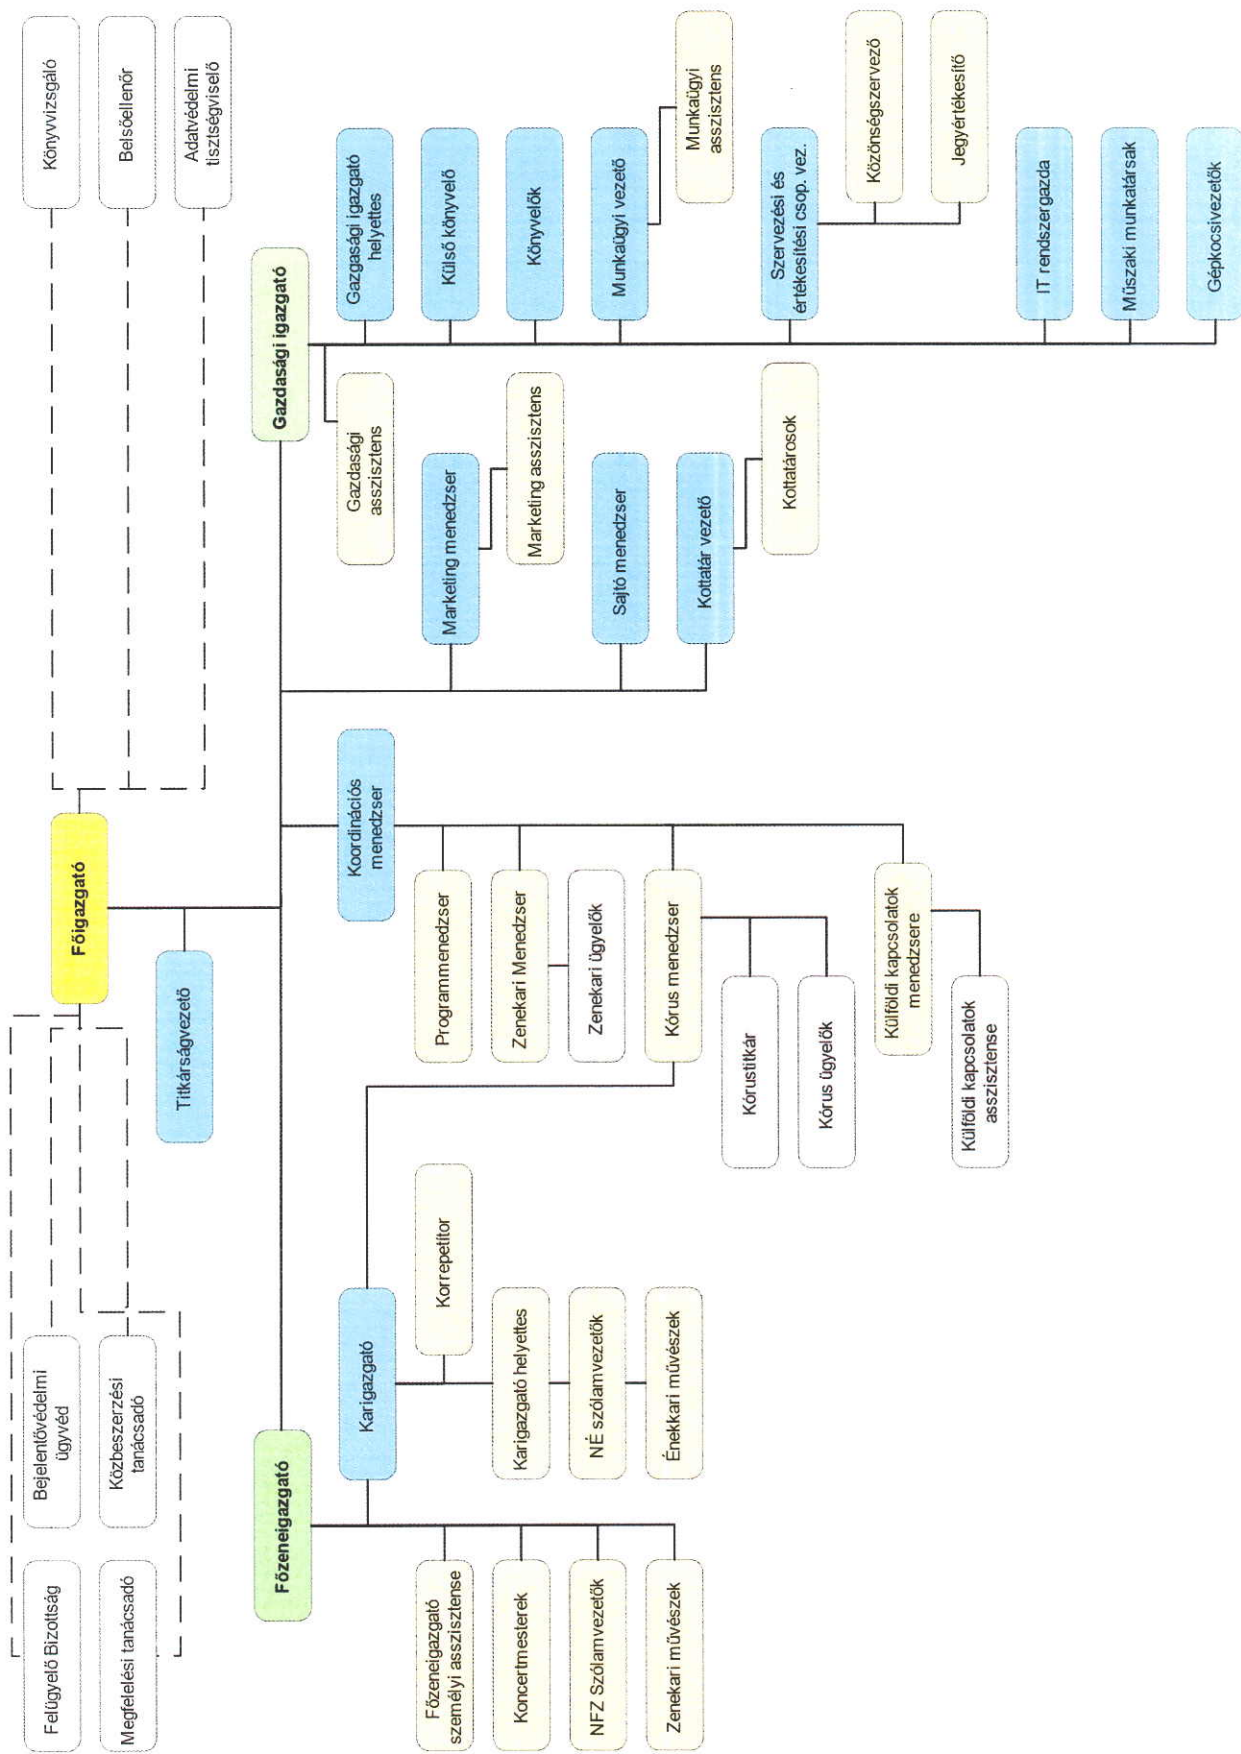 Felügyelő Bizottság
Megfelelési tanácsadó
Bejelentővédelmi
ügyvéd
Közbeszerzési
tanácsadó
Főigazgató
Titkárságvezető
Könyvvizsgáló
Belsőellenőr
Adatvédelmi
tisztségviselő
Főzeneigazgató
Gazdasági igazgató
Főzeneigazgató
személyi asszisztense
Koncertmesterek
NFZ Szólamvezetők
Zenekari művészek
Karigazgató
Korrepetitor
Karigazgató helyettes
NÉ szólamvezetők
Énekkari művészek
Koordinációs
menedzser
Programmenedzser
Zenekari Menedzser
Zenekari ügyelők
Kórus menedzser
Kórustitkár
Kórus ügyelők
Külföldi kapcsolatok
menedzsere
Külföldi kapcsolatok
asszisztense
Marketing menedzser
Marketing asszisztens
Sajtó menedzser
Kottatár vezető
Kottatárosok
Gazdasági
asszisztens
Gazgasági igazgató
helyettes
Külső könyvelő
Könyvelők
Munkaügyi vezető
Munkaügyi
asszisztens
Szervezési és
értékesítési csop. vez.
Közönségszervező
Jegyértékesítő
IT rendszergazda
Műszaki munkatársak
Gépkocsivezetők